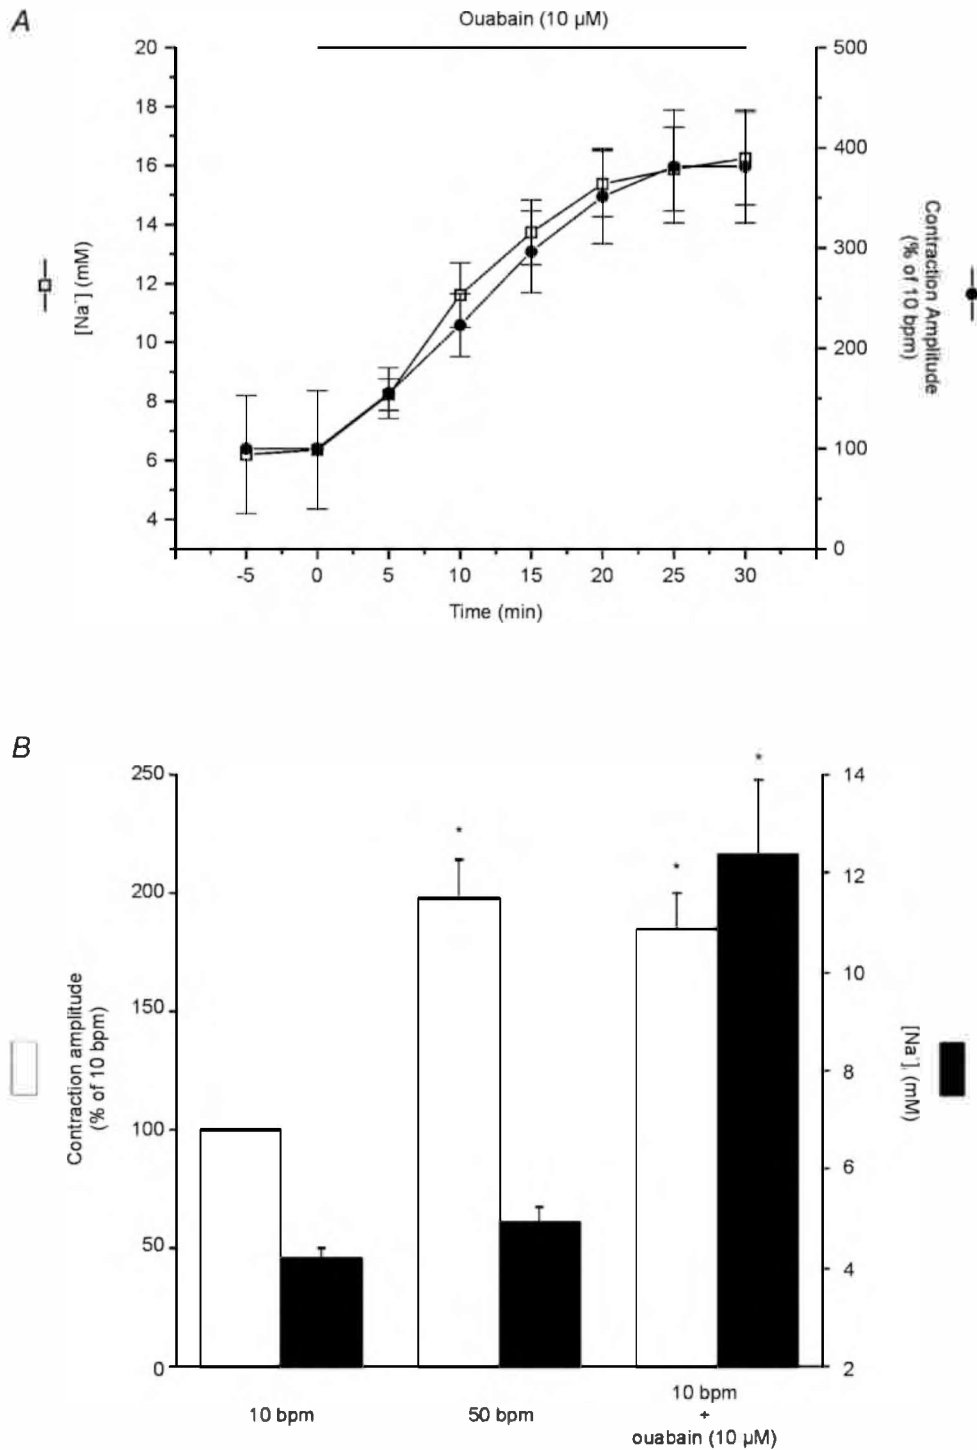 A
Ouabain (10 µM)
20
18
16
14
12
10
8
6
4
[Na+] (mM)
500
400
300
200
100
0
Contraction Amplitude
(% of 10 bpm)
-5 0 5 10 15 20 25 30
Time (min)
B
250
200
150
100
50
0
Contraction amplitude
(% of 10 bpm)
* * *
14
12
10
8
6
4
2
[Na+]i (mM)
10 bpm
50 bpm
10 bpm
+
ouabain (10 µM)